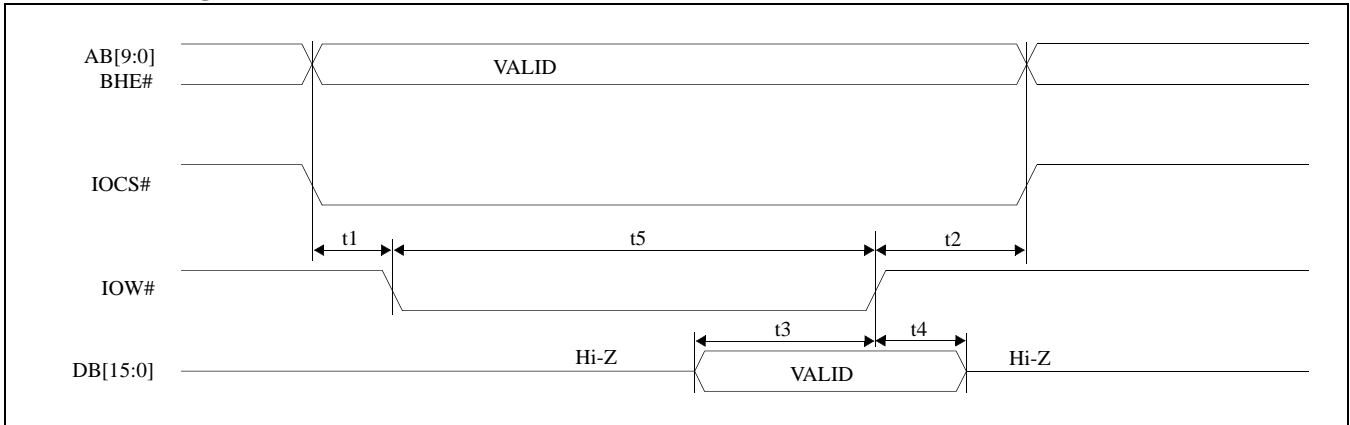 AB[9:0]
BHE#
VALID
IOCS#
t1
t5
t2
IOW#
t3
t4
DB[15:0]
Hi-Z
VALID
Hi-Z